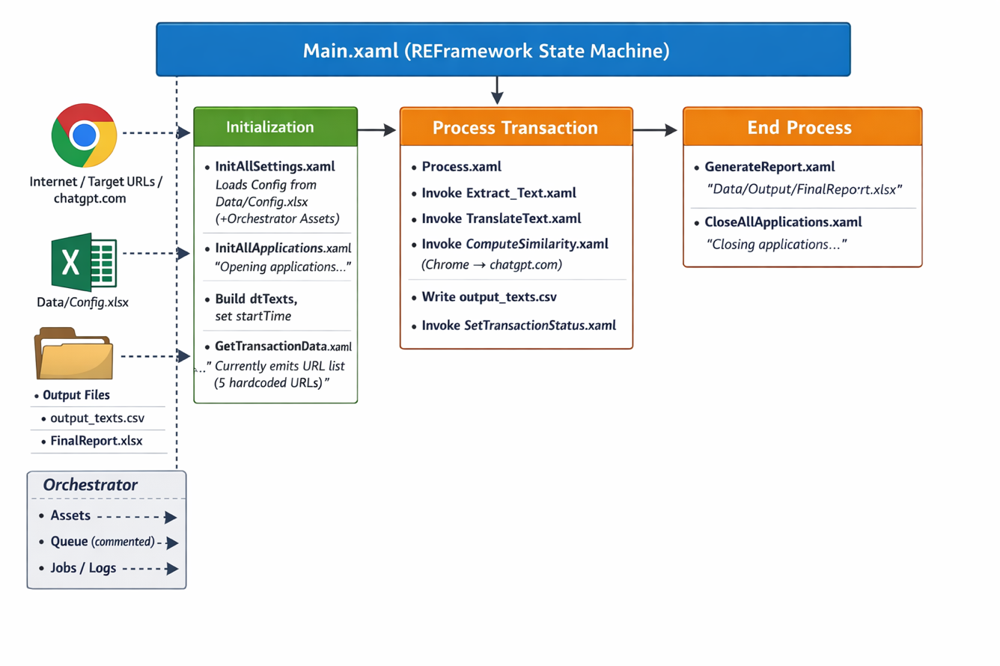 Main.xaml (REFramework State Machine)
Internet / Target URLs /
chatgpt.com
Data/Config.xlsx
• Output Files
• output_texts.csv
• FinalReport.xlsx
Orchestrator
• Assets
• Queue (commented)
• Jobs / Logs
Initialization
• InitAllSettings.xaml
Loads Config from
Data/Config.xlsx
(+Orchestrator Assets)
• InitAllApplications.xaml
“Opening applications...”
• Build dtTexts,
set startTime
• GetTransactionData.xaml
...” Currently emits URL list
(5 hardcoded URLs)”
Process Transaction
• Process.xaml
• Invoke Extract_Text.xaml
• Invoke TranslateText.xaml
• Invoke ComputeSimilarity.xaml
(Chrome → chatgpt.com)
• Write output_texts.csv
• Invoke SetTransactionStatus.xaml
End Process
• GenerateReport.xaml
“Data/Output/FinalReport.xlsx”
• CloseAllApplications.xaml
“Closing applications...”